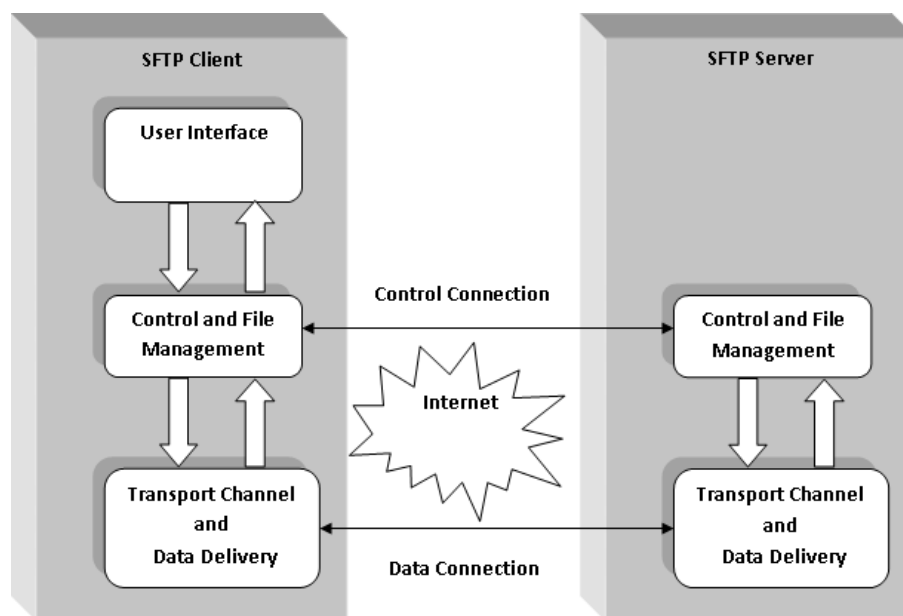 SFTP Client
User Interface
Control and File
Management
Transport Channel
and
Data Delivery
Control Connection
Internet
Data Connection
SFTP Server
Control and File
Management
Transport Channel
and
Data Delivery